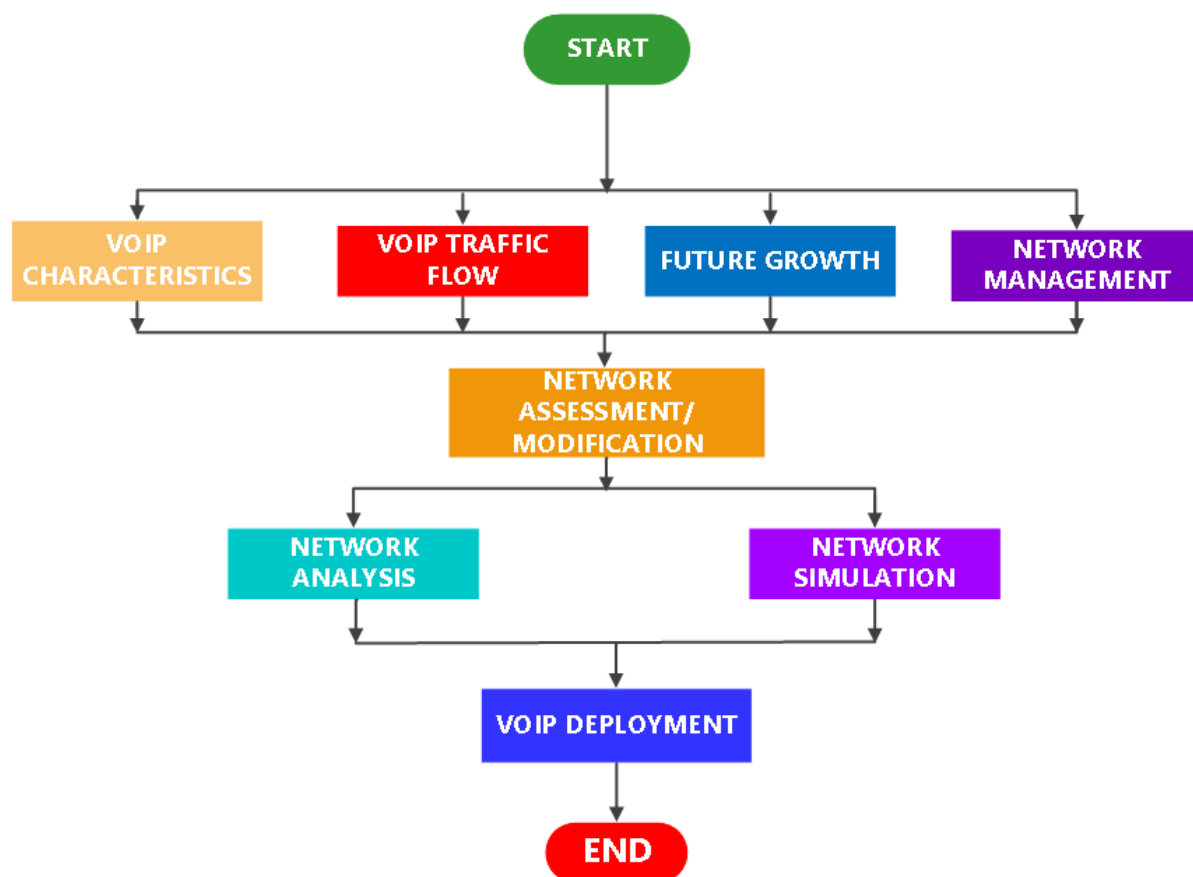 START
VOIP
CHARACTERISTICS
VOIP TRAFFIC
FLOW
FUTURE GROWTH
NETWORK
MANAGEMENT
NETWORK
ASSESSMENT/
MODIFICATION
NETWORK
ANALYSIS
NETWORK
SIMULATION
VOIP DEPLOYMENT
END